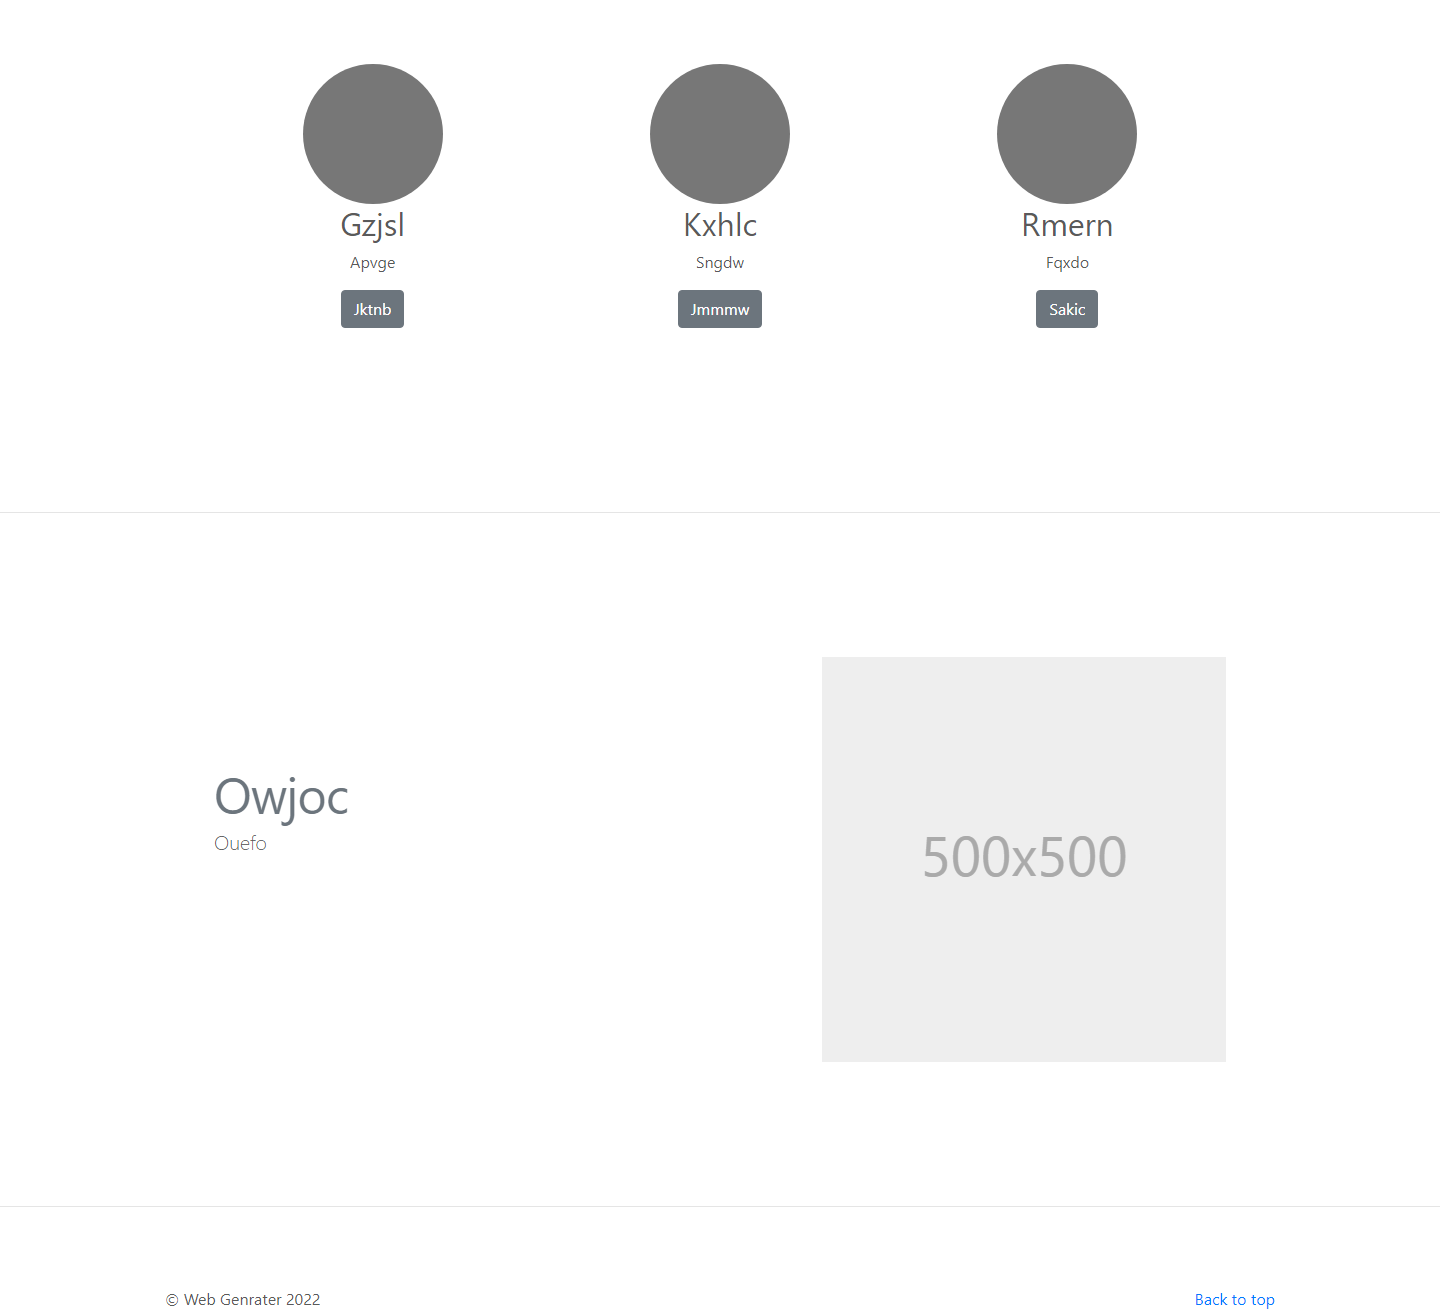 Gzjsl
Apvge
Jktnb
Kxhlc
Sngdw
Jmmmw
Rmern
Fqxdo
Sakic
Owjoc
Ouefo
500x500
© Web Genrater 2022
Back to top